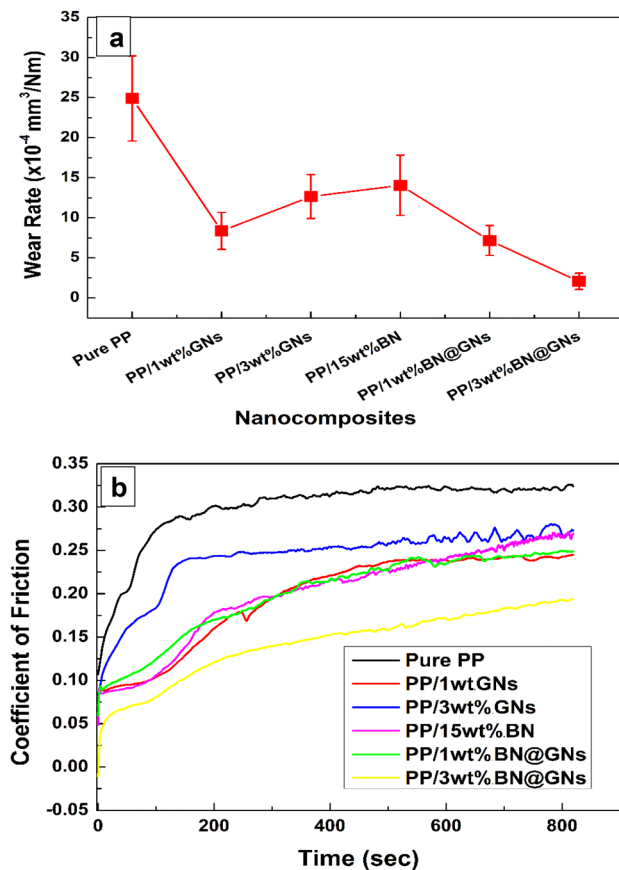 a
35
30
25
20
15
10
5
0
Wear Rate (x10⁻⁴ mm³/Nm)
Pure PP
PP/1wt%GNs
PP/3wt%GNs
PP/15wt%BN
PP/1wt%BN@GNs
PP/3wt%BN@GNs
Nanocomposites
b
0.35
0.30
0.25
0.20
0.15
0.10
0.05
0.00
-0.05
Coefficient of Friction
Pure PP
PP/1wt.GNs
PP/3wt%.GNs
PP/15wt%.BN
PP/1wt%.BN@GNs
PP/3wt%.BN@GNs
0 200 400 600 800
Time (sec)